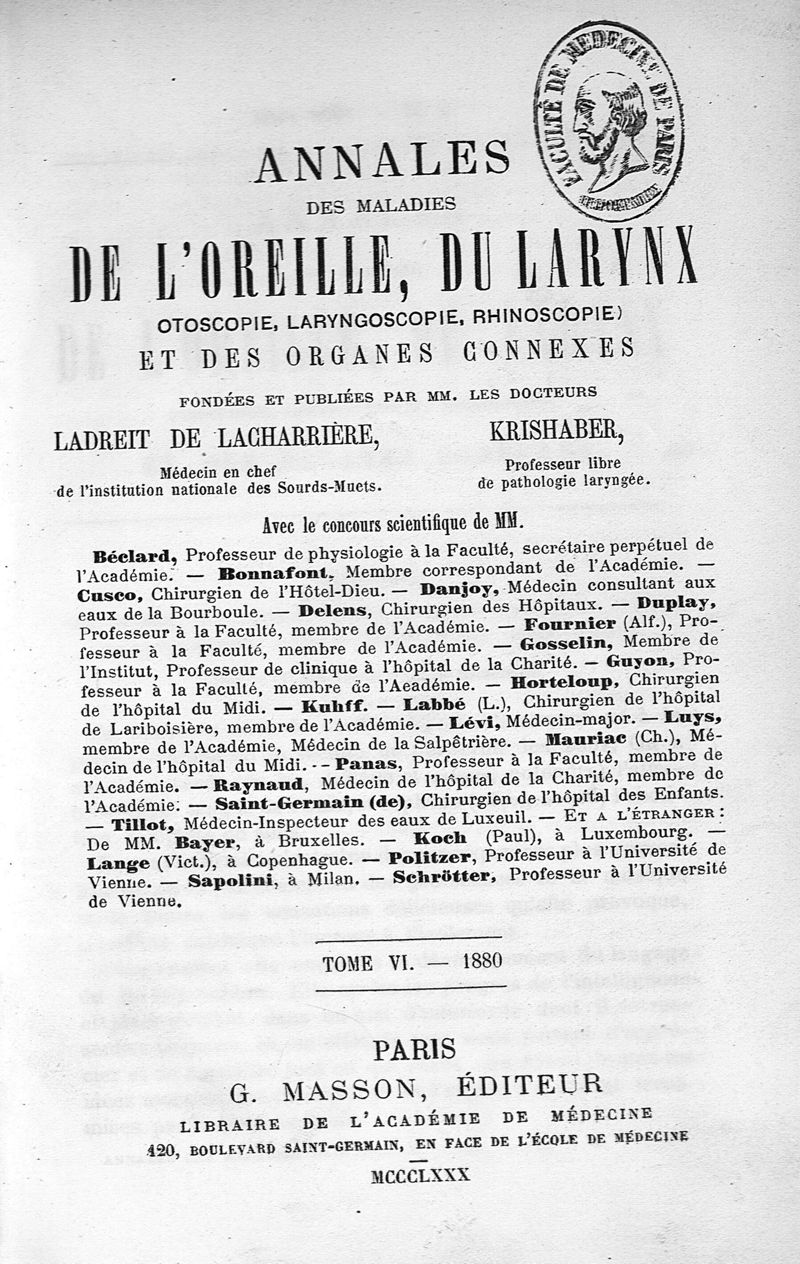 FACULTÉ DE MEDECINE DE PARIS
ANNALES
DES MALADIES
DE L'OREILLE, DU LARYNX
OTOSCOPIE, LARYNGOSCOPIE, RHINOSCOPIE)
ET DES ORGANES CONNEXES
FONDÉES ET PUBLIÉES PAR MM. LES DOCTEURS
LADREIT DE LACHARRIÈRE,
Médecin en chef
de l'institution nationale des Sourds-Muets.
KRISHABER,
Professeur libre
de pathologie laryngée.
Avec le concours scientifique de MM.
Béclard, Professeur de physiologie à la Faculté, secrétaire perpétuel de
l'Académie. — Bonnafont, Membre correspondant de l'Académie. —
Cusco, Chirurgien de l'Hôtel-Dieu. — Danjoy, Médecin consultant aux
eaux de la Bourboule. — Delens, Chirurgien des Hôpitaux. — Duplay,
Professeur à la Faculté, membre de l'Académie. — Fournier (Alf.), Pro-
fesseur à la Faculté, membre de l'Académie. — Gosselin, Membre de
l'Institut, Professeur de clinique à l'hôpital de la Charité. — Guyon, Pro-
fesseur à la Faculté, membre de l'Aeadémie. — Horteloup, Chirurgien
de l'hôpital du Midi. — Kuhff. — Labbé (L.), Chirurgien de l'hôpital
de Lariboisière, membre de l'Académie. — Lévi, Médecin-major. — Luys,
membre de l'Académie, Médecin de la Salpêtrière. — Mauriac (Ch.), Mé-
decin de l'hôpital du Midi. -- Panas, Professeur à la Faculté, membre de
l'Académie. — Raynaud, Médecin de l'hôpital de la Charité, membre de
l'Académie. — Saint-Germain (de), Chirurgien de l'hôpital des Enfants.
— Tillot, Médecin-Inspecteur des eaux de Luxeuil. — ET A L'ÉTRANGER :
De MM. Bayer, à Bruxelles. — Koch (Paul), à Luxembourg. —
Lange (Vict.), à Copenhague. — Politzer, Professeur à l'Université de
Vienne. — Sapolini, à Milan. — Schrötter, Professeur à l'Université
de Vienne.
TOME VI. — 1880
PARIS
G. MASSON, ÉDITEUR
LIBRAIRE DE L'ACADÉMIE DE MÉDECINE
120, BOULEVARD SAINT-GERMAIN, EN FACE DE L'ÉCOLE DE MÉDECINE
MCCCLXXX